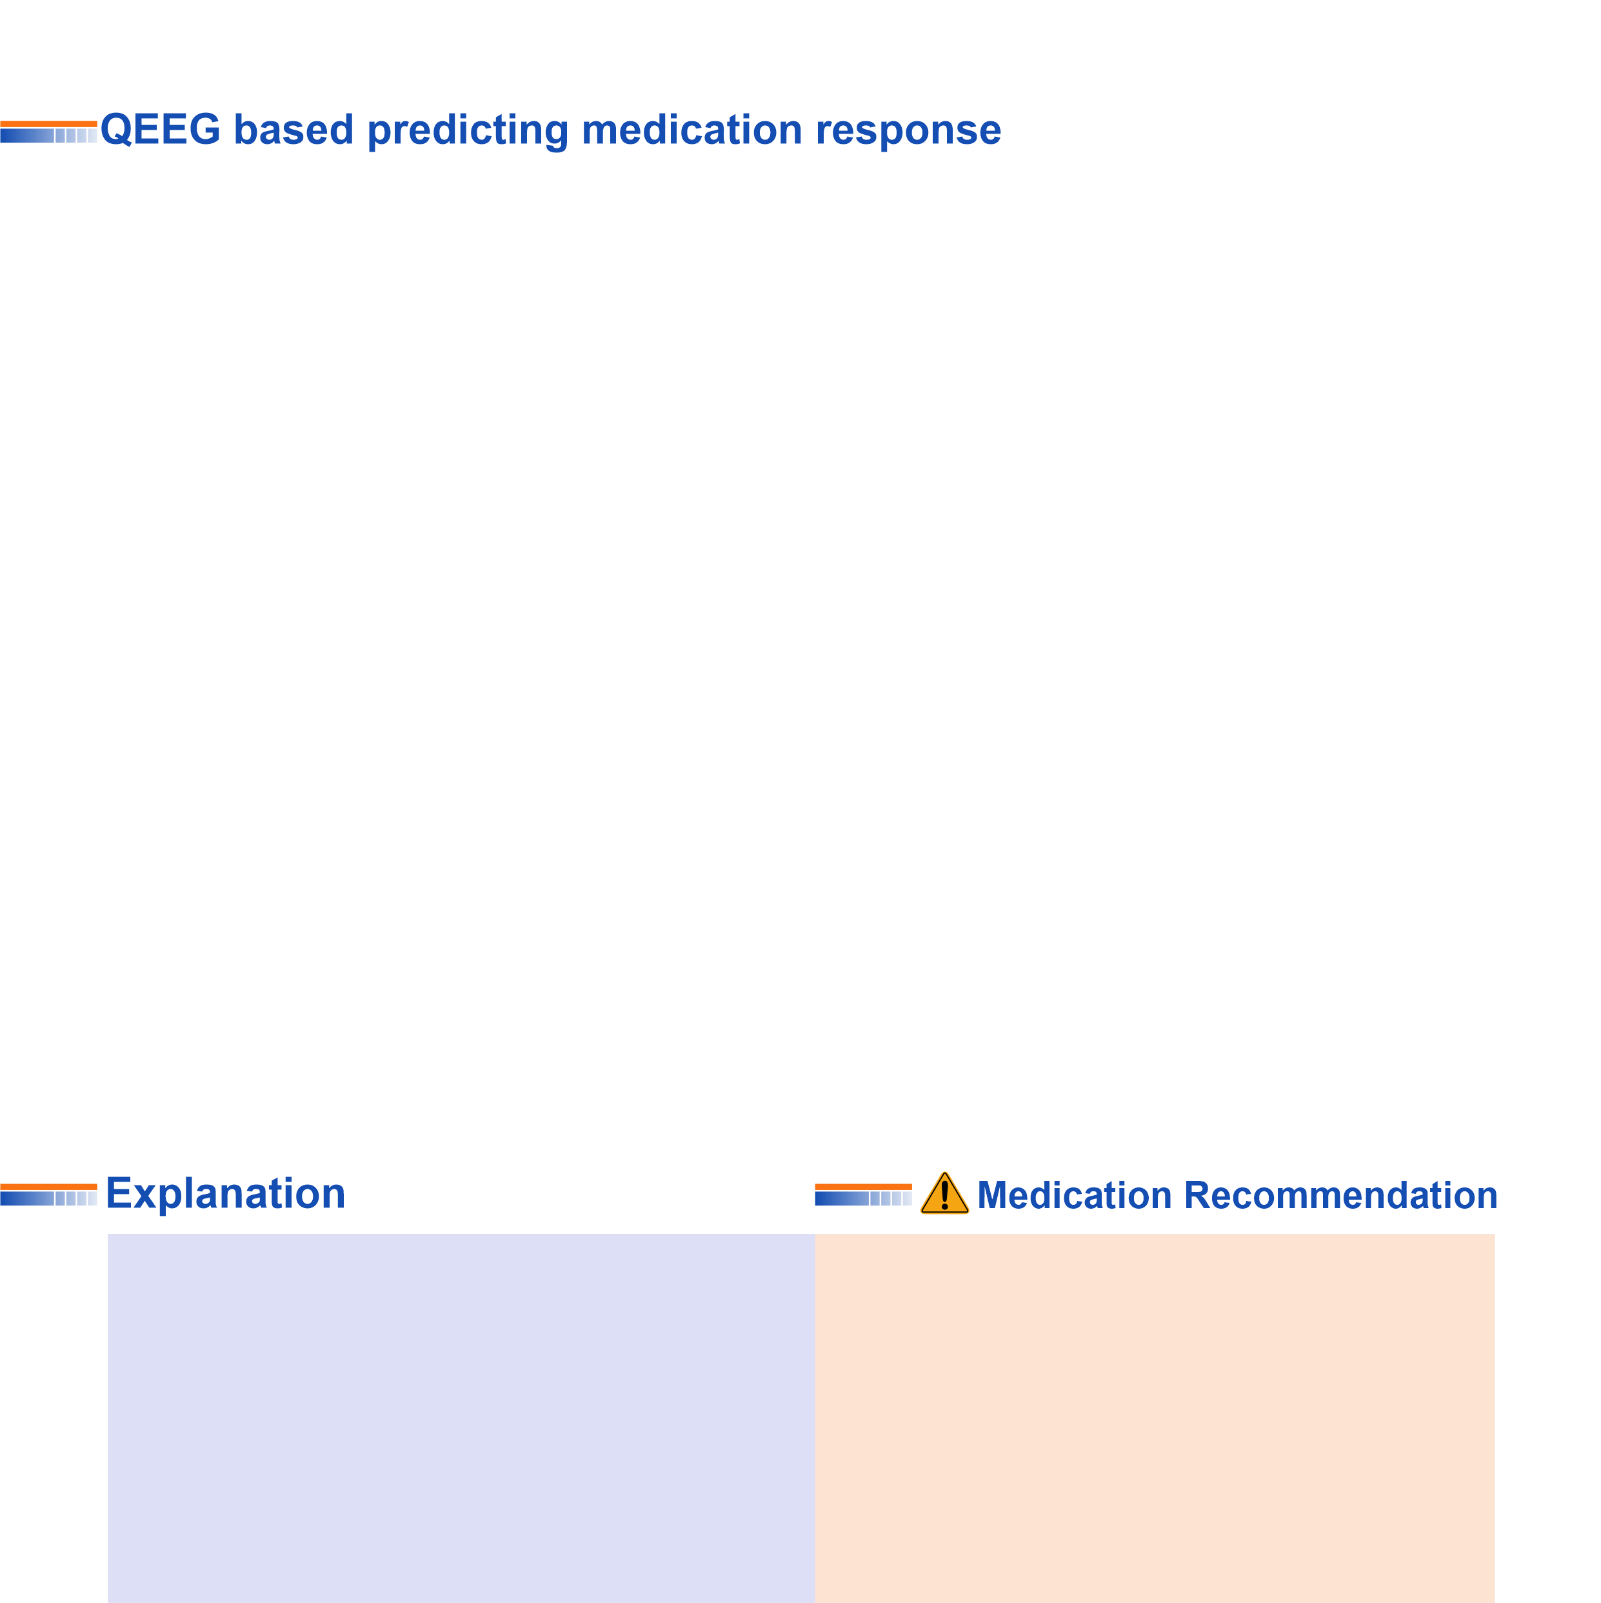 QEEG based predicting medication response
Explanation
Medication Recommendation